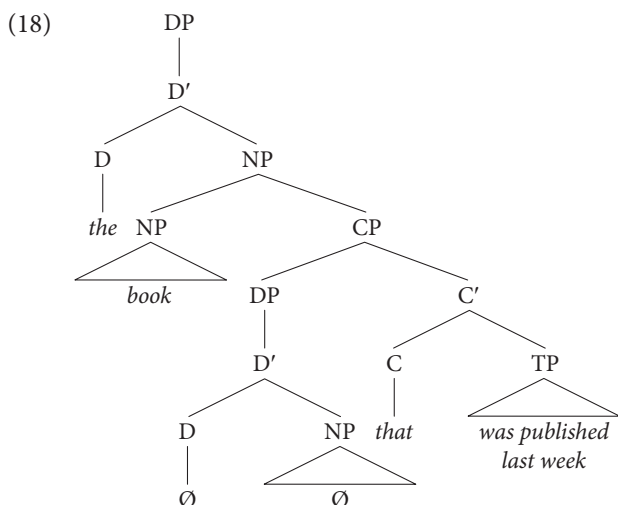 (18) DP
D′
D NP
the NP CP
book DP C′
D′ C TP
D NP that was published
last week
Ø Ø